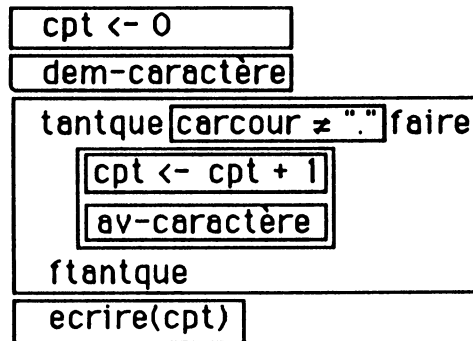 cpt <- 0
dem-caractère
tantque carcour ≠ "." faire
cpt <- cpt + 1
av-caractère
ftantque
ecrire(cpt)